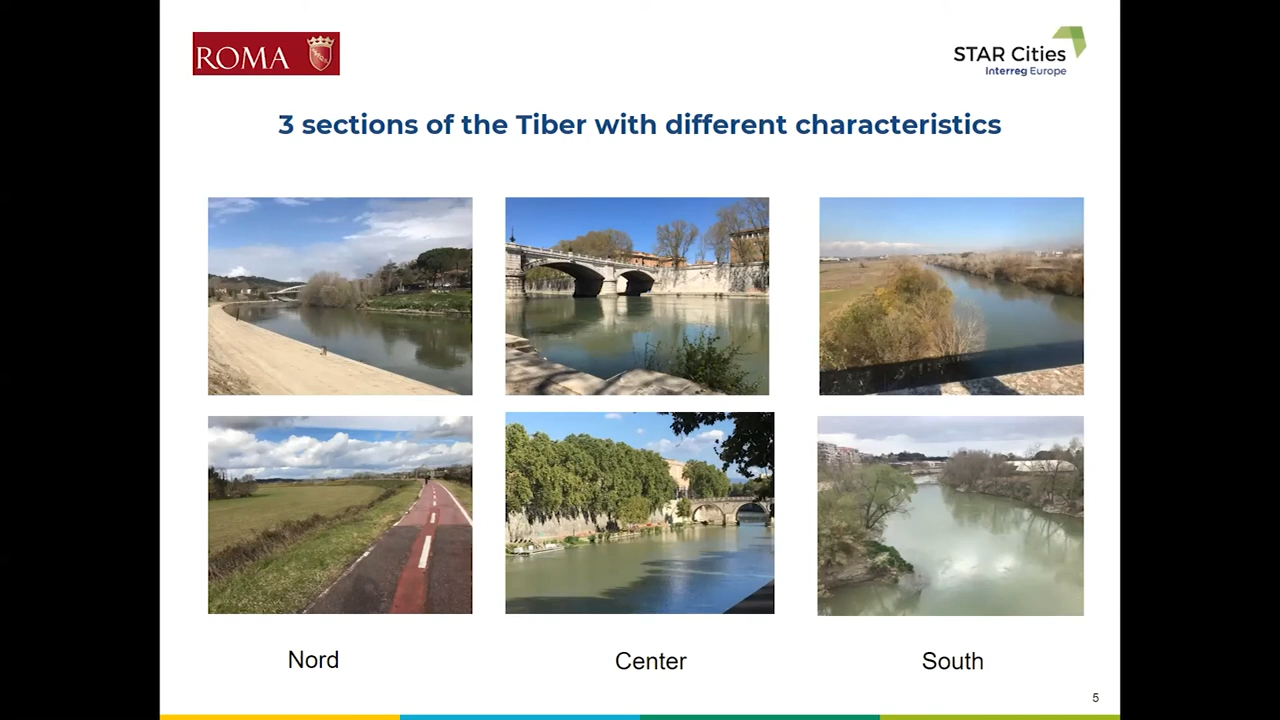 ROMA
STAR Cities
Interreg Europe
3 sections of the Tiber with different characteristics
Nord
Center
South
5